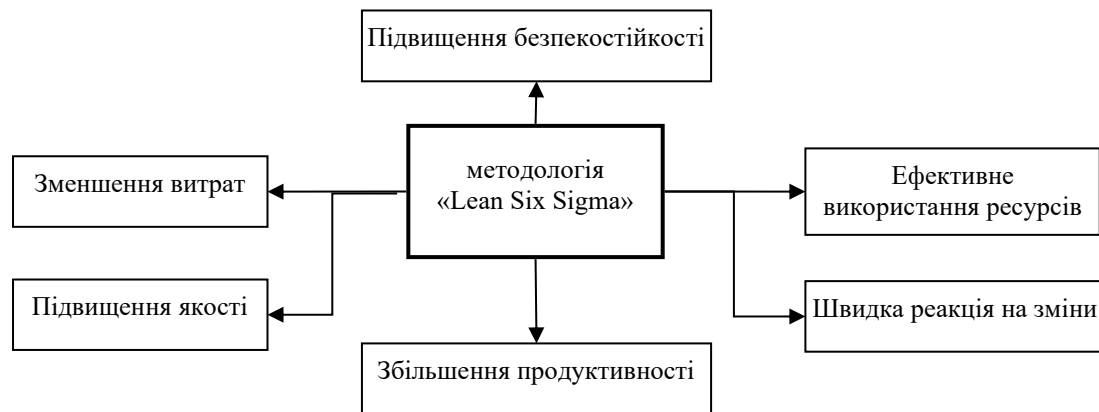 Підвищення безпекостійкості
методологія
«Lean Six Sigma»
Зменшення витрат
Ефективне
використання ресурсів
Підвищення якості
Швидка реакція на зміни
Збільшення продуктивності